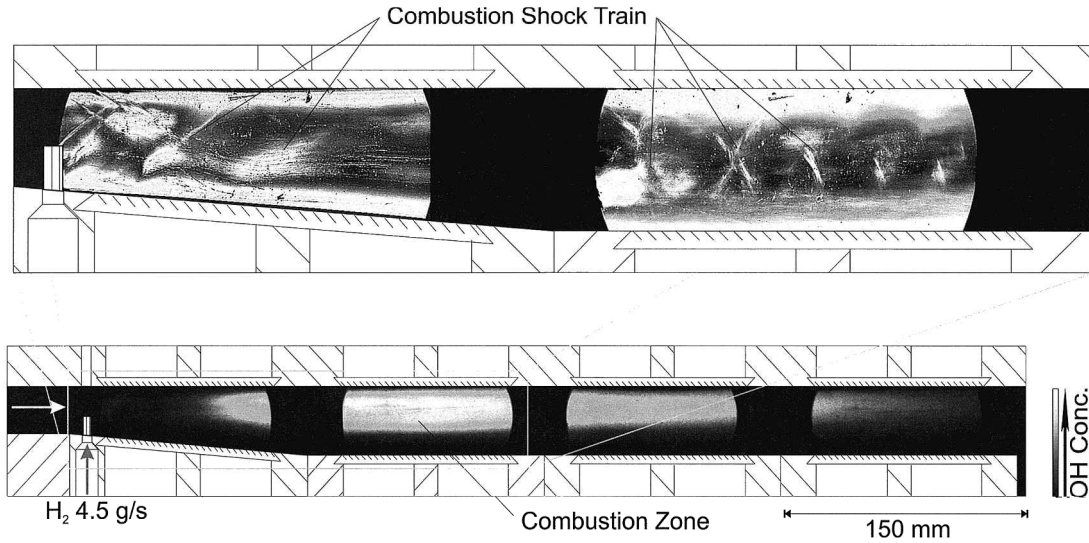 Combustion Shock Train
H₂ 4.5 g/s
Combustion Zone
150 mm
OH Conc.